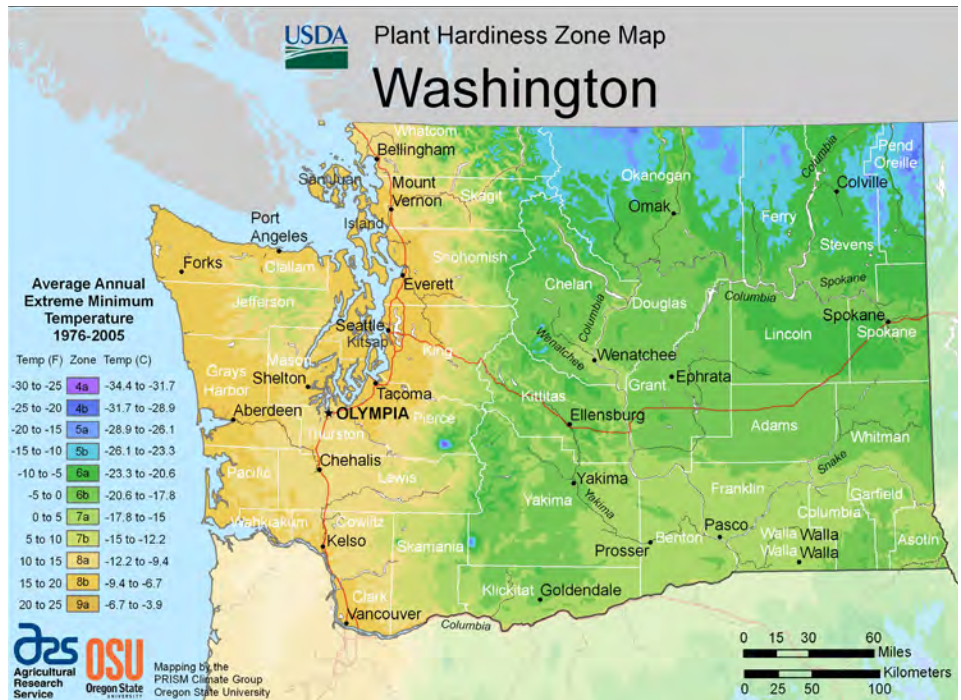 USDA
Plant Hardiness Zone Map
Washington
Whatcom
Bellingham
San Juan
Mount
Vernon
Skagit
Island
Okanogan
Omak
Ferry
Columbia
Pend
Oreille
Colville
Stevens
Port
Angeles
Forks
Clallam
Jefferson
Snohomish
Everett
Chelan
Douglas
Columbia
Columbia
Spokane
Spokane
Spokane
Lincoln
Seattle
Kitsap
King
Wenatchee
Wenatchee
Grays
Harbor
Mason
Shelton
Tacoma
Kittitas
Grant
Ephrata
Aberdeen
OLYMPIA
Thurston
Pierce
Ellensburg
Adams
Whitman
Snake
Pacific
Chehalis
Lewis
Yakima
Yakima
Yakima
Franklin
Garfield
Columbia
Wahkiakum
Cowlitz
Kelso
Skamania
Prosser
Benton
Pasco
Walla
Walla
Walla
Walla
Asotin
Clark
Vancouver
Klickitat
Goldendale
Columbia
Average Annual
Extreme Minimum
Temperature
1976-2005
Temp (F) Zone Temp (C)
-30 to -25 4a -34.4 to -31.7
-25 to -20 4b -31.7 to -28.9
-20 to -15 5a -28.9 to -26.1
-15 to -10 5b -26.1 to -23.3
-10 to -5 6a -23.3 to -20.6
-5 to 0 6b -20.6 to -17.8
0 to 5 7a -17.8 to -15
5 to 10 7b -15 to -12.2
10 to 15 8a -12.2 to -9.4
15 to 20 8b -9.4 to -6.7
20 to 25 9a -6.7 to -3.9
ars
Agricultural
Research
Service
OSU
Oregon State
UNIVERSITY
Mapping by the
PRISM Climate Group
Oregon State University
0 15 30 60
Miles
Kilometers
0 25 50 100